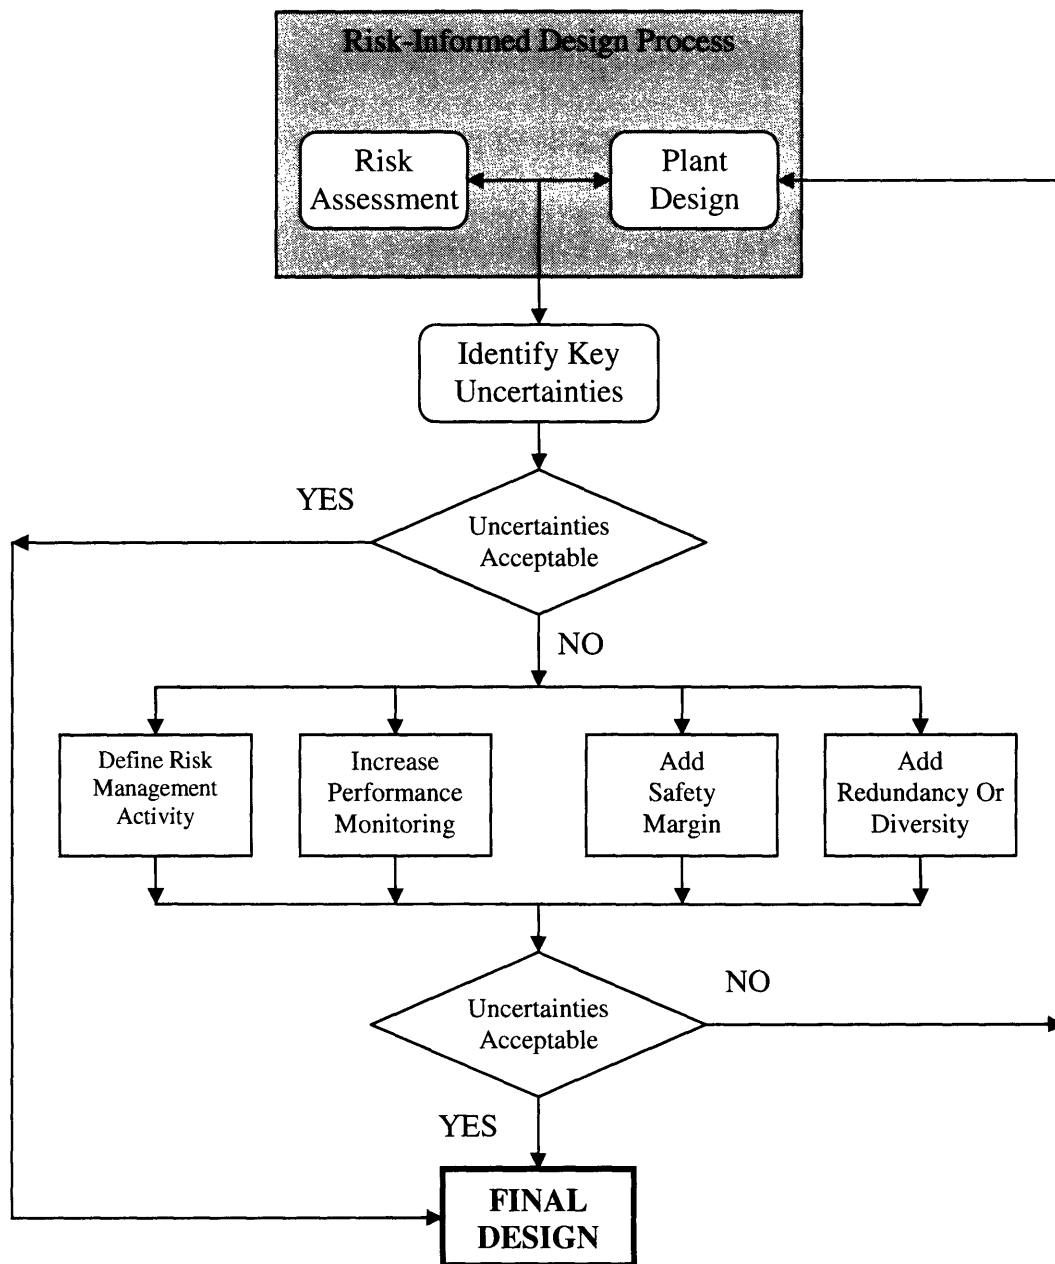 Risk-Informed Design Process
Risk
Assessment
Plant
Design
Identify Key
Uncertainties
YES
Uncertainties
Acceptable
NO
Define Risk
Management
Activity
Increase
Performance
Monitoring
Add
Safety
Margin
Add
Redundancy Or
Diversity
NO
Uncertainties
Acceptable
YES
FINAL
DESIGN